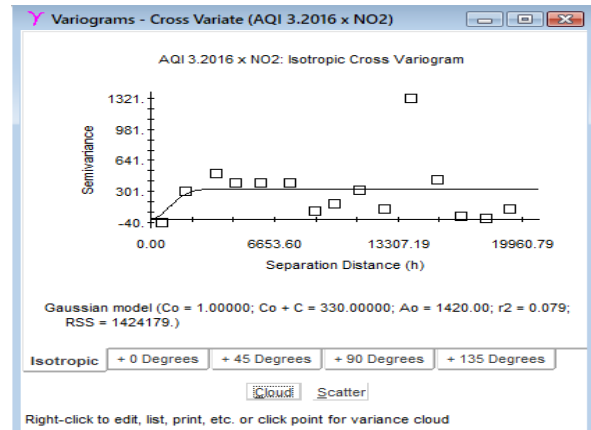 Variograms - Cross Variate (AQI 3.2016 x NO2)
AQI 3.2016 x NO2: Isotropic Cross Variogram
1321.
981.
641.
301.
-40.
Semivariance
0.00 6653.60 13307.19 19960.79
Separation Distance (h)
Gaussian model (Co = 1.00000; Co + C = 330.00000; Ao = 1420.00; r2 = 0.079;
RSS = 1424179.)
Isotropic + 0 Degrees + 45 Degrees + 90 Degrees + 135 Degrees
Cloud Scatter
Right-click to edit, list, print, etc. or click point for variance cloud